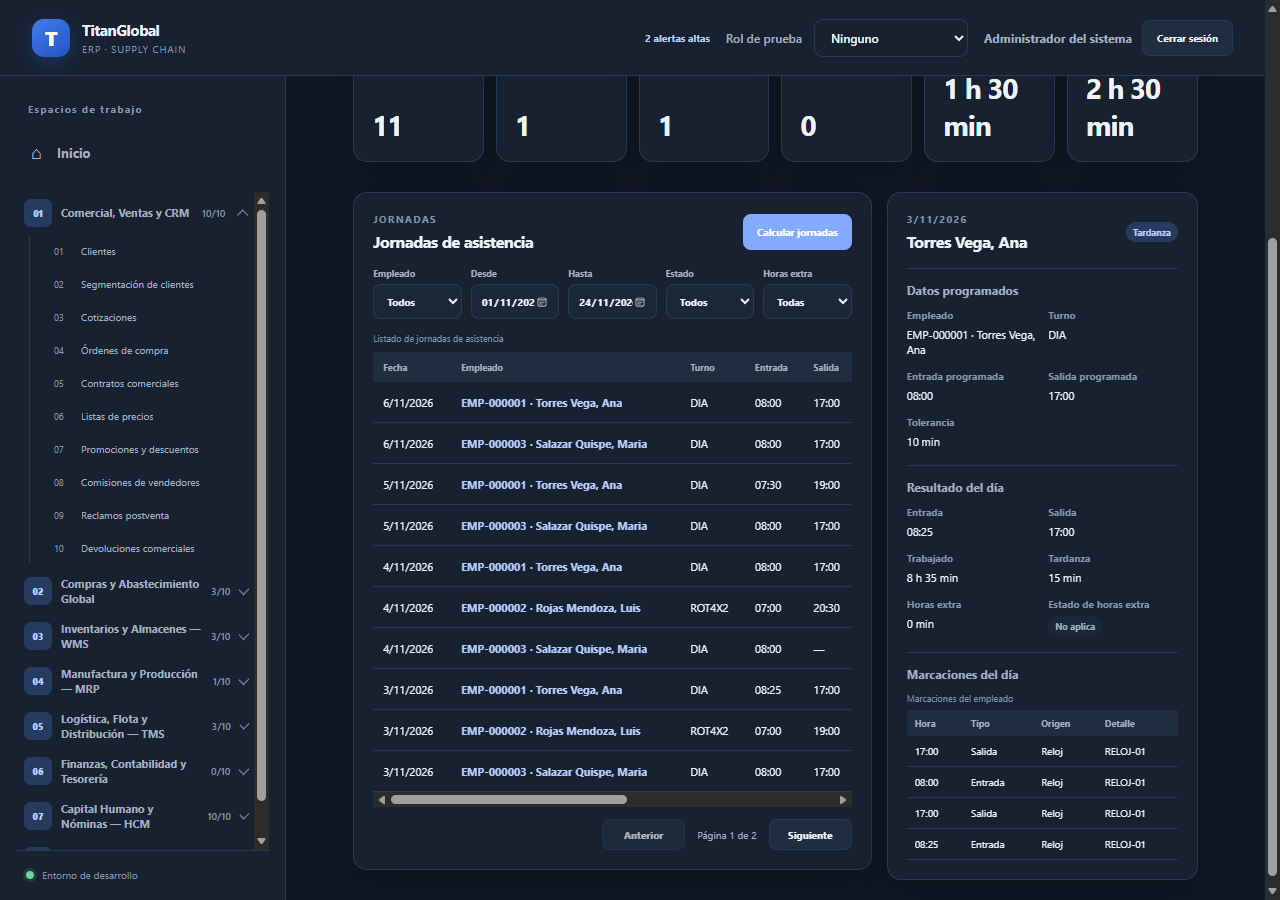 T
TitanGlobal
ERP · SUPPLY CHAIN
2 alertas altas
Rol de prueba
Ninguno
Administrador del sistema
Cerrar sesión
Espacios de trabajo
Inicio
01 Comercial, Ventas y CRM 10/10
01 Clientes
02 Segmentación de clientes
03 Cotizaciones
04 Órdenes de compra
05 Contratos comerciales
06 Listas de precios
07 Promociones y descuentos
08 Comisiones de vendedores
09 Reclamos postventa
10 Devoluciones comerciales
02 Compras y Abastecimiento Global 3/10
03 Inventarios y Almacenes — WMS 3/10
04 Manufactura y Producción — MRP 1/10
05 Logística, Flota y Distribución — TMS 3/10
06 Finanzas, Contabilidad y Tesorería 0/10
07 Capital Humano y Nóminas — HCM 10/10
Entorno de desarrollo
11
1
1
0
1 h 30 min
2 h 30 min
JORNADAS
Jornadas de asistencia
Calcular jornadas
Empleado Desde Hasta Estado Horas extra
Todos 01/11/202 24/11/202 Todos Todas
Listado de jornadas de asistencia
Fecha Empleado Turno Entrada Salida
6/11/2026 EMP-000001 · Torres Vega, Ana DIA 08:00 17:00
6/11/2026 EMP-000003 · Salazar Quispe, Maria DIA 08:00 17:00
5/11/2026 EMP-000001 · Torres Vega, Ana DIA 07:30 19:00
5/11/2026 EMP-000003 · Salazar Quispe, Maria DIA 08:00 17:00
4/11/2026 EMP-000001 · Torres Vega, Ana DIA 08:00 17:00
4/11/2026 EMP-000002 · Rojas Mendoza, Luis ROT4X2 07:00 20:30
4/11/2026 EMP-000003 · Salazar Quispe, Maria DIA 08:00 —
3/11/2026 EMP-000001 · Torres Vega, Ana DIA 08:25 17:00
3/11/2026 EMP-000002 · Rojas Mendoza, Luis ROT4X2 07:00 19:00
3/11/2026 EMP-000003 · Salazar Quispe, Maria DIA 08:00 17:00
Anterior Página 1 de 2 Siguiente
3/11/2026
Torres Vega, Ana
Tardanza
Datos programados
Empleado Turno
EMP-000001 · Torres Vega, Ana DIA
Entrada programada Salida programada
08:00 17:00
Tolerancia
10 min
Resultado del día
Entrada Salida
08:25 17:00
Trabajado Tardanza
8 h 35 min 15 min
Horas extra Estado de horas extra
0 min No aplica
Marcaciones del día
Marcaciones del empleado
Hora Tipo Origen Detalle
17:00 Salida Reloj RELOJ-01
08:00 Entrada Reloj RELOJ-01
17:00 Salida Reloj RELOJ-01
08:25 Entrada Reloj RELOJ-01